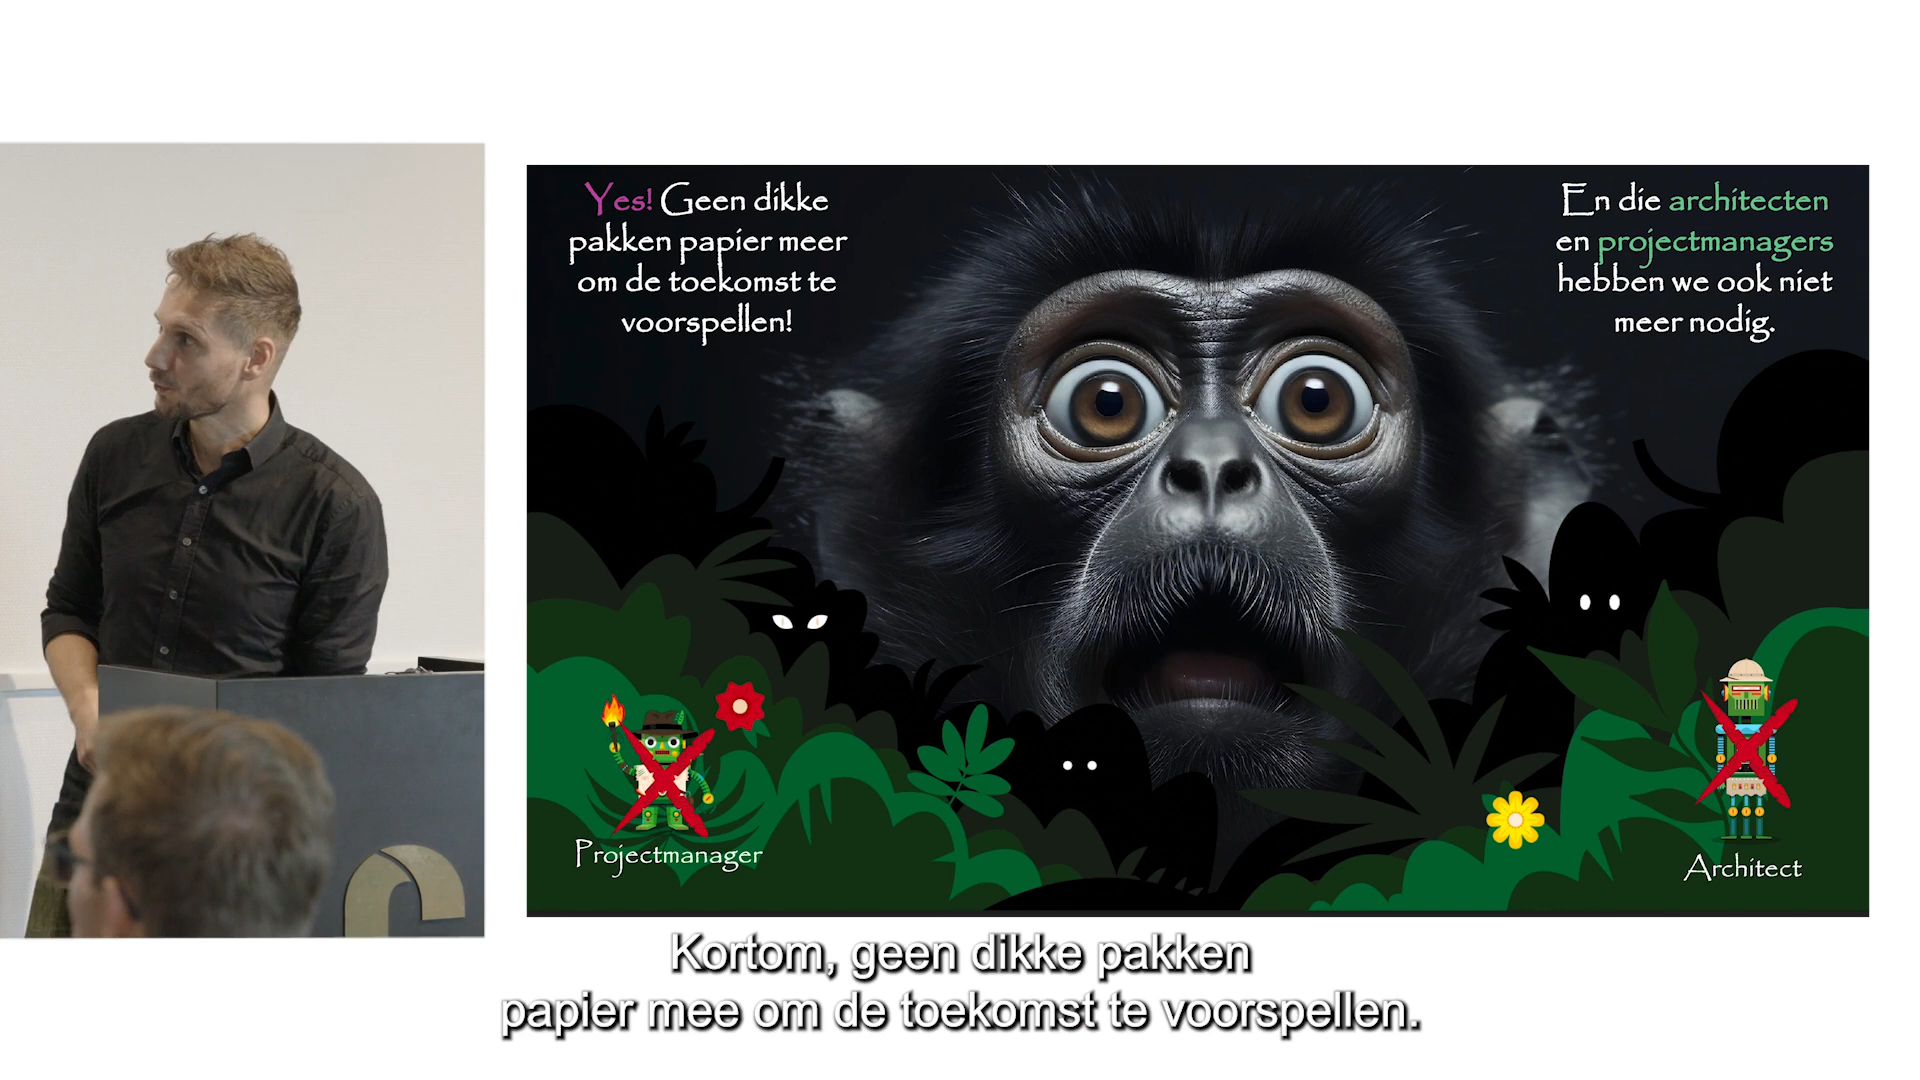 Yes! Geen dikke
pakken papier meer
om de toekomst te
voorspellen!
En die architecten
en projectmanagers
hebben we ook niet
meer nodig.
Projectmanager
Architect
Kortom, geen dikke pakken
papier mee om de toekomst te voorspellen.